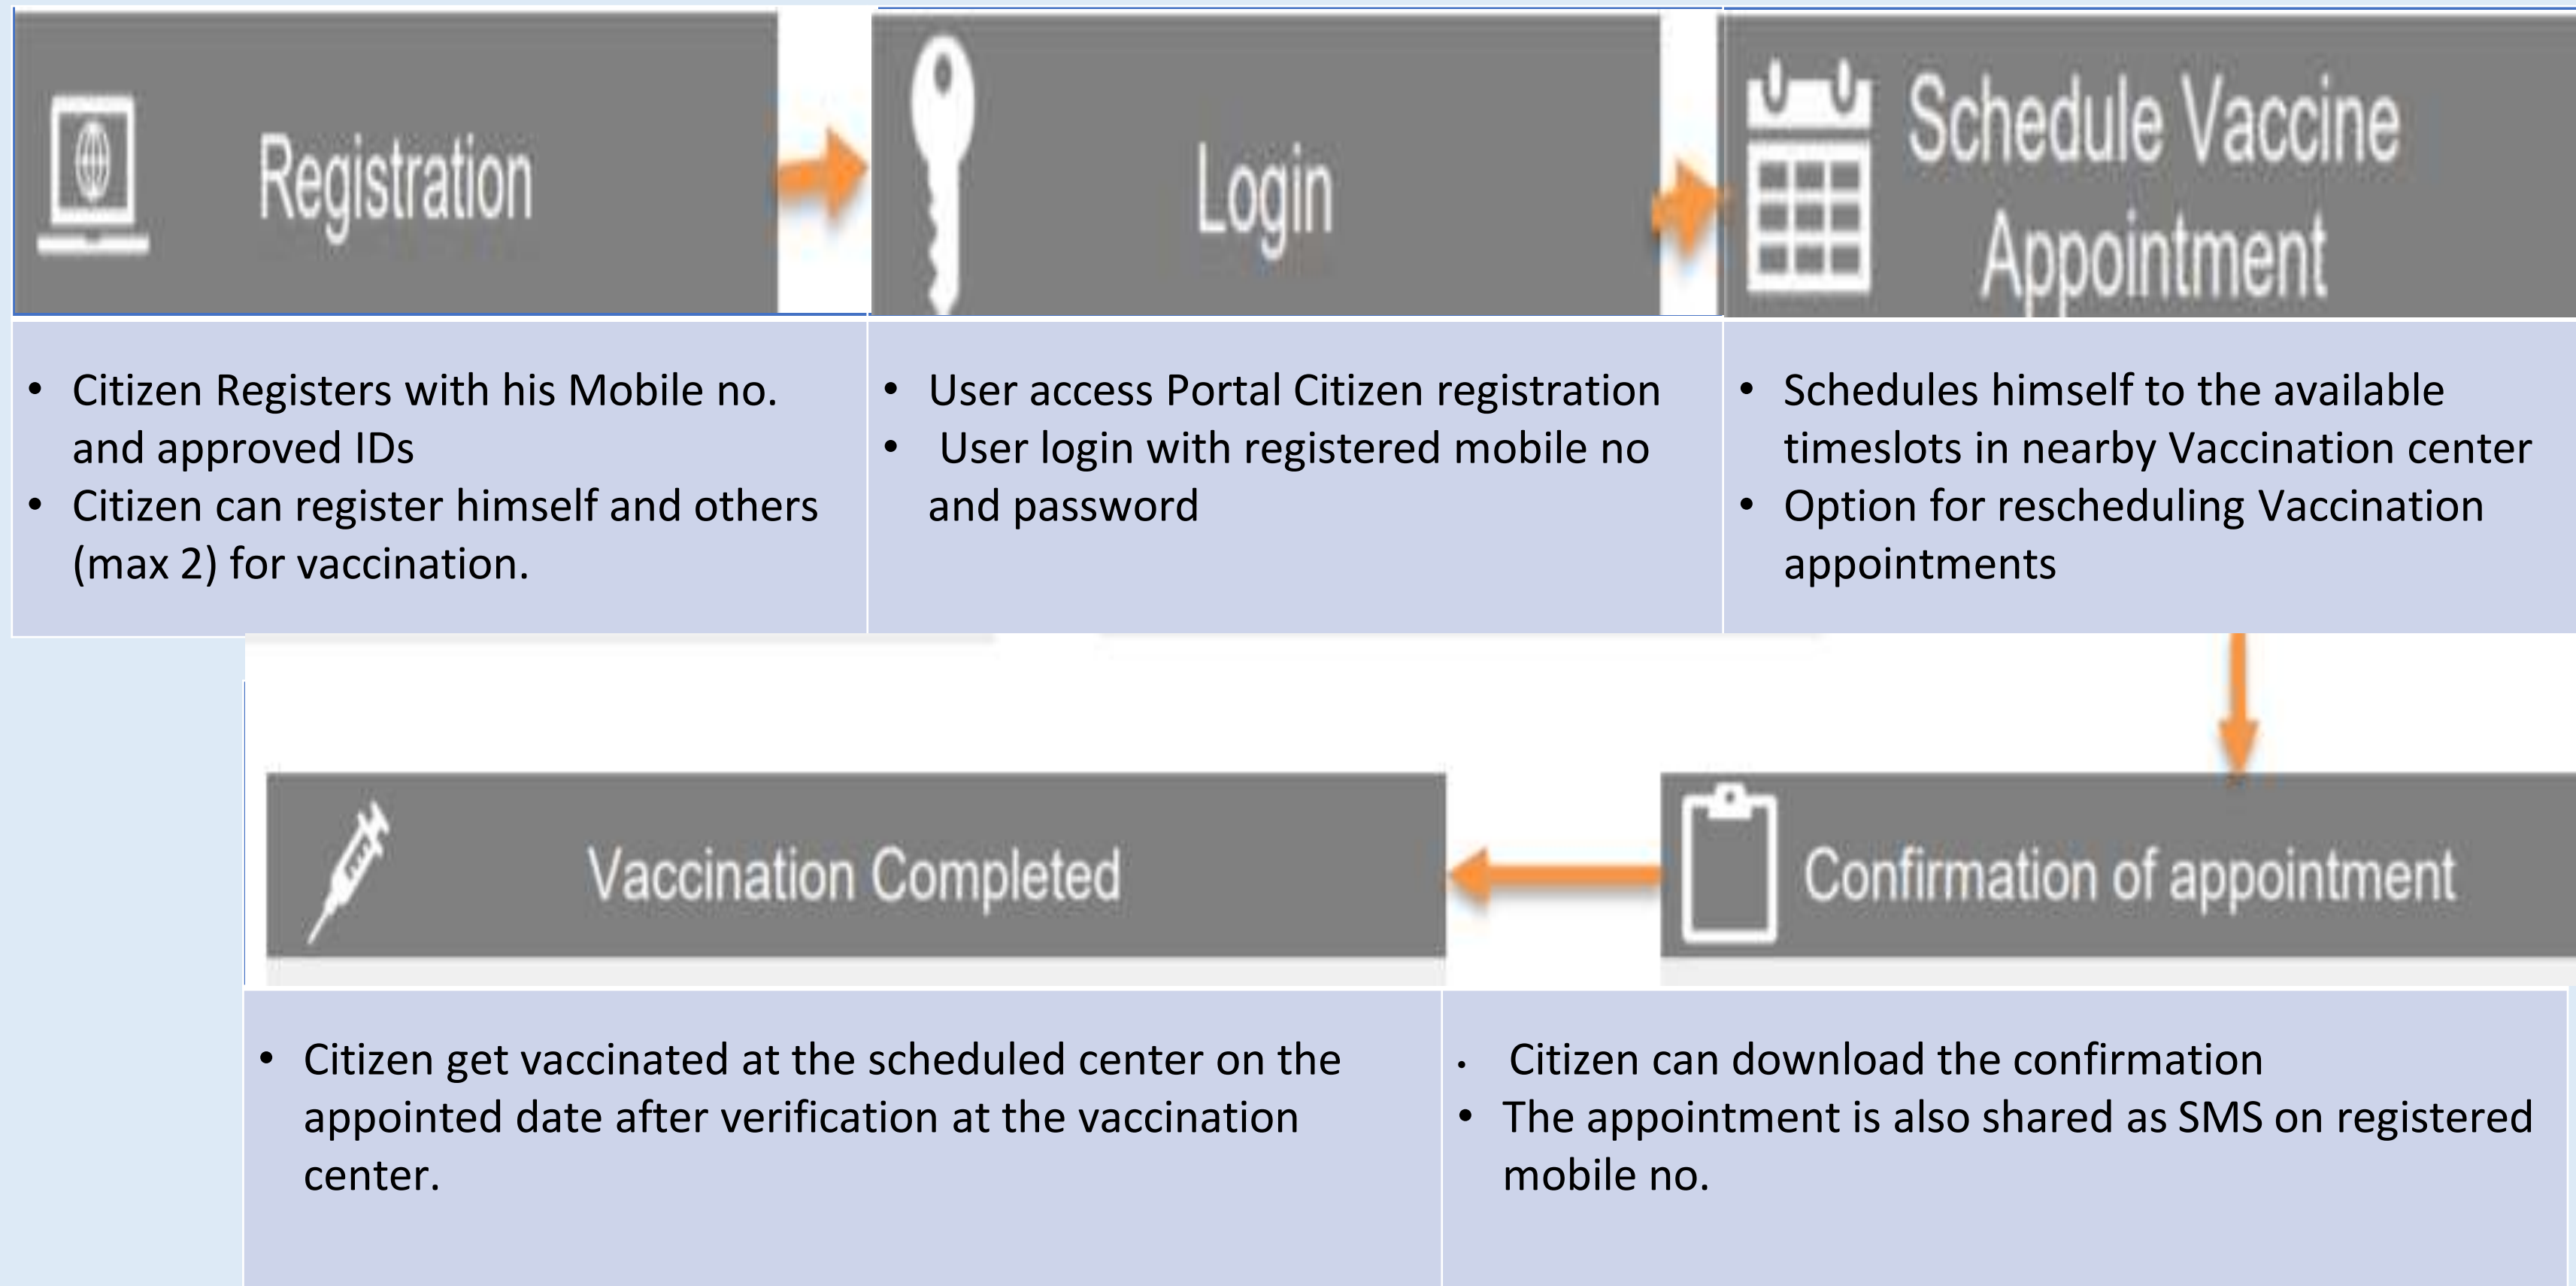 Registration
Login
Schedule Vaccine
Appointment
• Citizen Registers with his Mobile no.
and approved IDs
• Citizen can register himself and others
(max 2) for vaccination.
• User access Portal Citizen registration
• User login with registered mobile no
and password
• Schedules himself to the available
timeslots in nearby Vaccination center
• Option for rescheduling Vaccination
appointments
Confirmation of appointment
• Citizen can download the confirmation
• The appointment is also shared as SMS on registered
mobile no.
Vaccination Completed
• Citizen get vaccinated at the scheduled center on the
appointed date after verification at the vaccination
center.